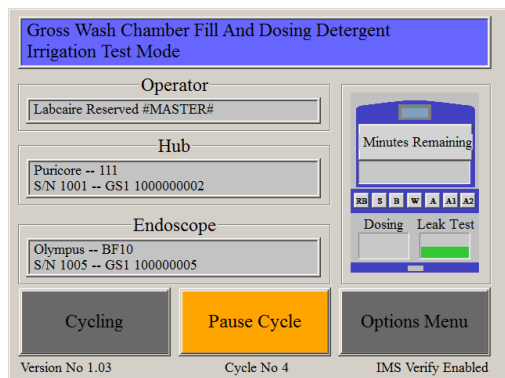 Gross Wash Chamber Fill And Dosing Detergent
Irrigation Test Mode
Operator
Labcaire Reserved #MASTER#
Hub
Puricore -- 111
S/N 1001 -- GS1 1000000002
Endoscope
Olympus -- BF10
S/N 1005 -- GS1 100000005
Minutes Remaining
RB S B W A A1 A2
Dosing Leak Test
Cycling
Pause Cycle
Options Menu
Version No 1.03
Cycle No 4
IMS Verify Enabled